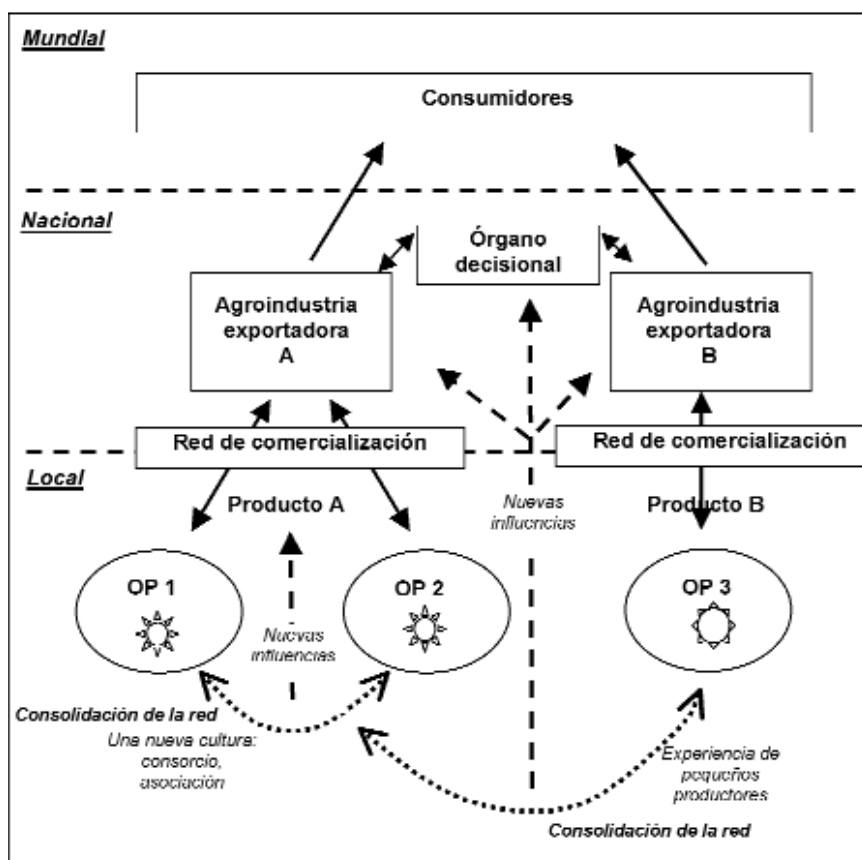 Mundial
Consumidores
Nacional
Órgano
decisional
Agroindustria
exportadora
A
Agroindustria
exportadora
B
Red de comercialización
Red de comercialización
Local
Producto A
Nuevas
influencias
Producto B
OP 1
OP 2
OP 3
Nuevas
influencias
Consolidación de la red
Una nueva cultura:
consorcio,
asociación
Experiencia de
pequeños
productores
Consolidación de la red